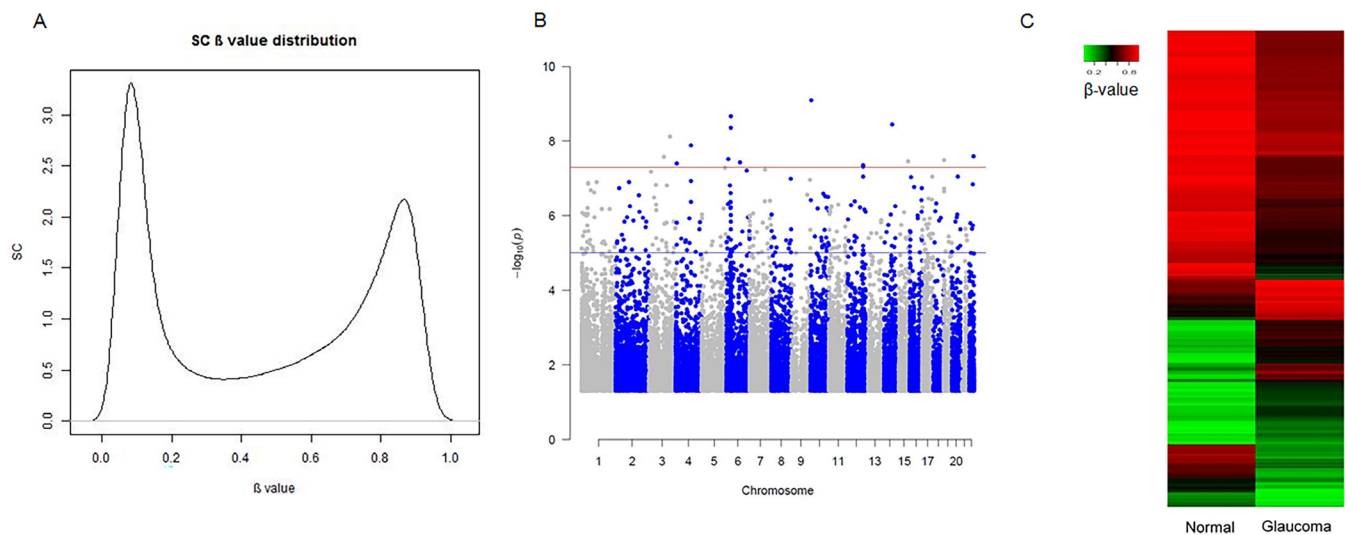 A
SC ß value distribution
SC
3.0
2.5
2.0
1.5
1.0
0.5
0.0
0.0 0.2 0.4 0.6 0.8 1.0
ß value
B
−log10(p)
10
8
6
4
2
0
1 2 3 4 5 6 7 8 9 11 13 15 17 20
Chromosome
C
0.2 0.8
β-value
Normal Glaucoma